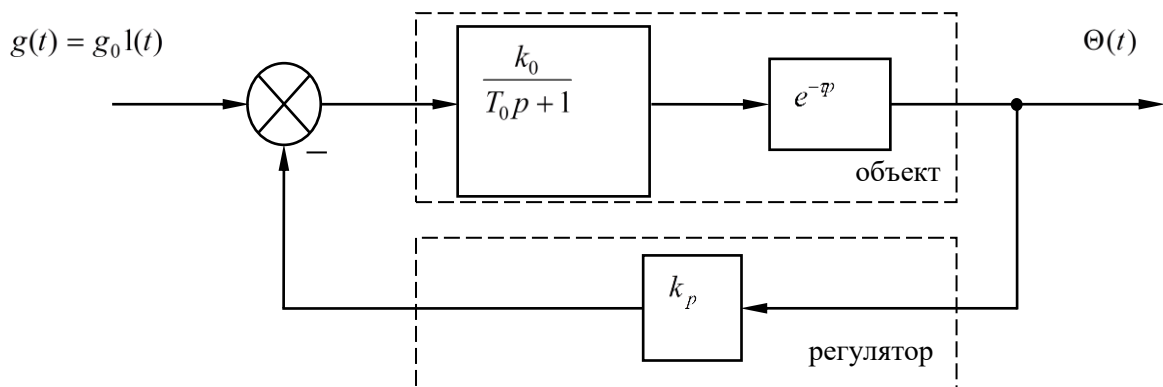 g(t) = g₀1(t)
Θ(t)
k₀
T₀p + 1
e^{-τp}
−
объект
k_p
регулятор